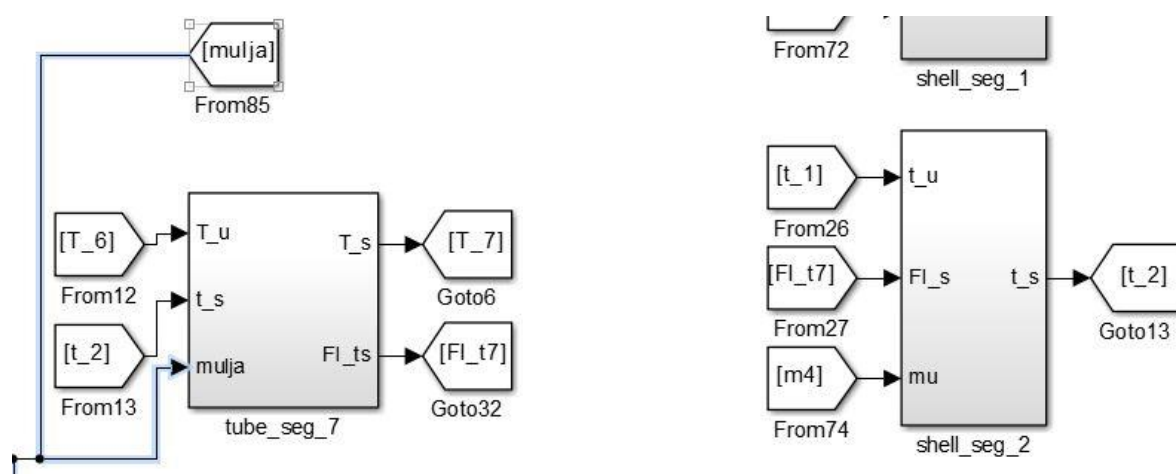 [mulja]
From85
From72
shell_seg_1
[T_6]
From12
[t_2]
From13
T_u
t_s
mulja
T_s
Fl_ts
tube_seg_7
[T_7]
Goto6
[Fl_t7]
Goto32
[t_1]
From26
[Fl_t7]
From27
[m4]
From74
t_u
Fl_s
mu
t_s
shell_seg_2
[t_2]
Goto13